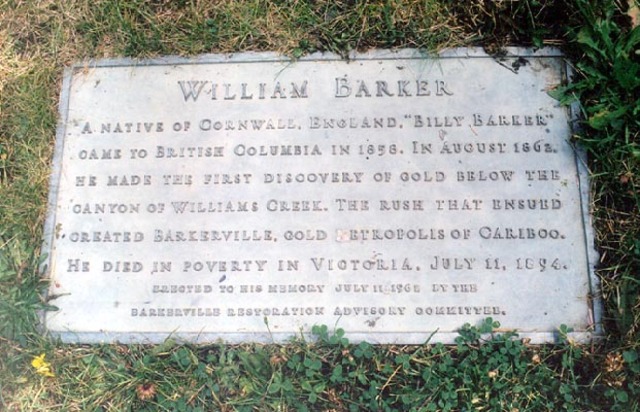 WILLIAM BARKER
"A NATIVE OF CORNWALL, ENGLAND, "BILLY BARKER"
CAME TO BRITISH COLUMBIA IN 1858. IN AUGUST 1862,
HE MADE THE FIRST DISCOVERY OF GOLD BELOW THE
CANYON OF WILLIAMS CREEK. THE RUSH THAT ENSUED
CREATED BARKERVILLE, GOLD METROPOLIS OF CARIBOO.
HE DIED IN POVERTY IN VICTORIA, JULY 11, 1894.
ERECTED TO HIS MEMORY JULY 11 1962 BY THE
BARKERVILLE RESTORATION ADVISORY COMMITTEE.